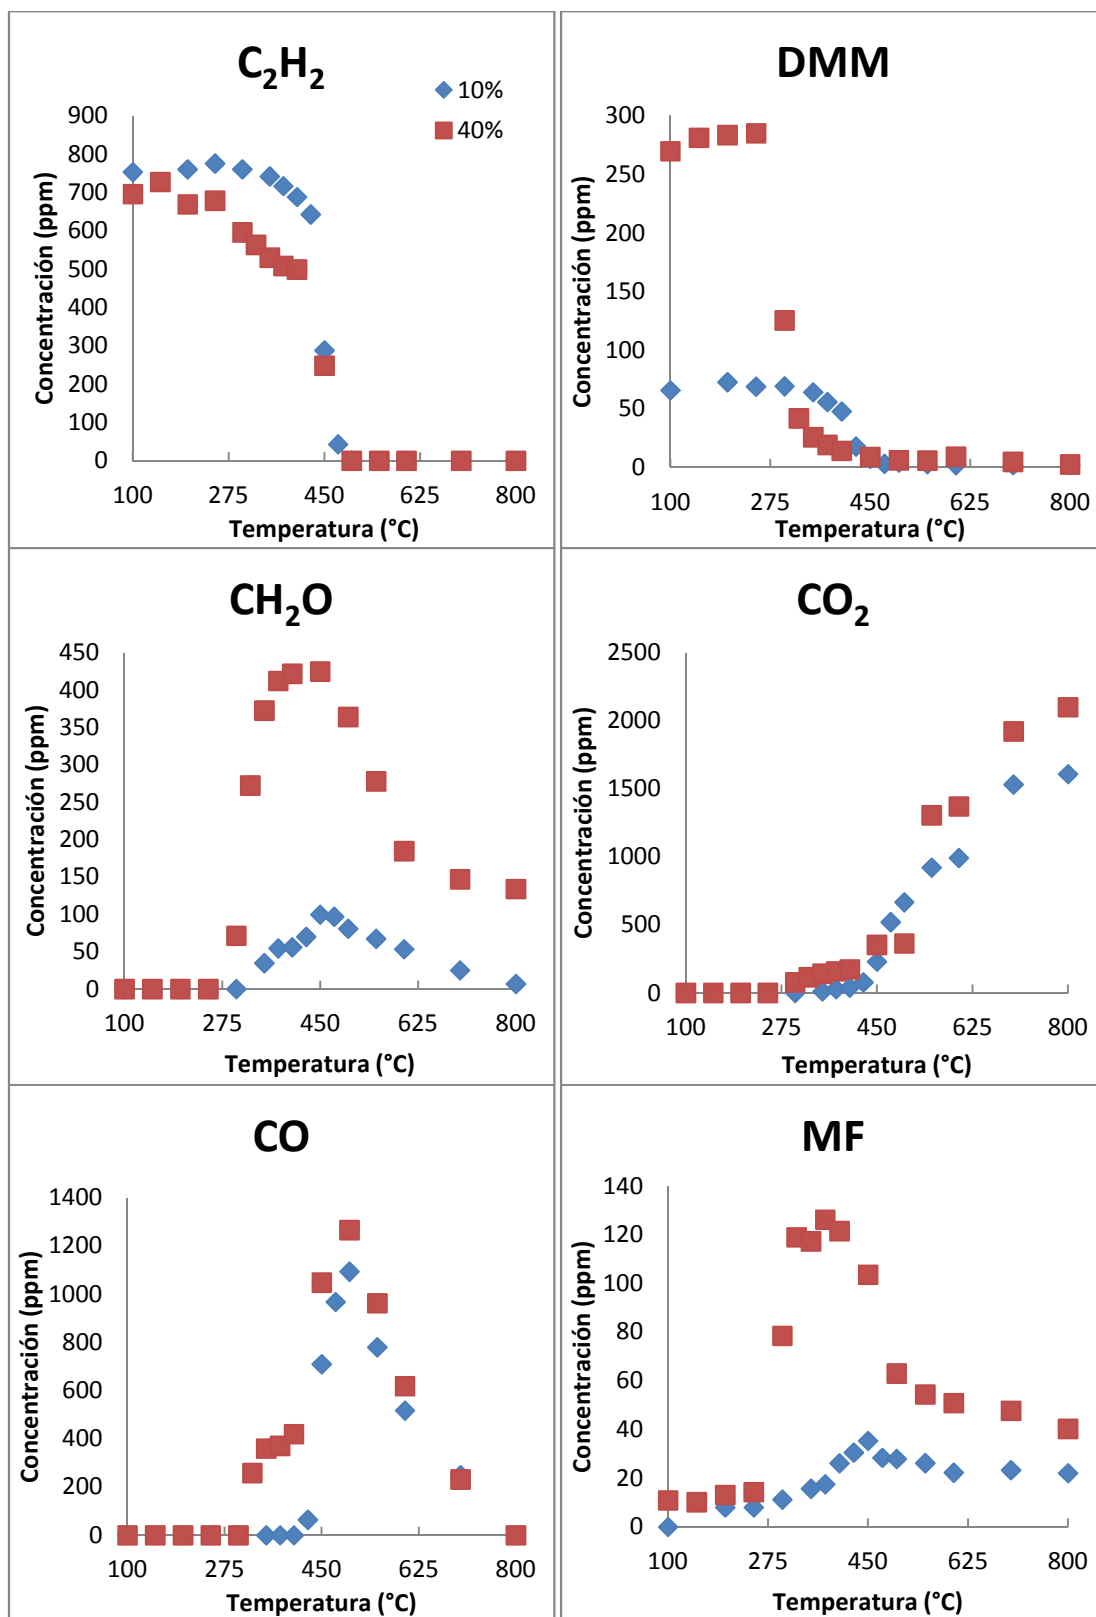 C₂H₂
10%
40%
900
800
700
600
500
400
300
200
100
0
Concentración (ppm)
100 275 450 625 800
Temperatura (°C)
DMM
300
250
200
150
100
50
0
Concentración (ppm)
100 275 450 625 800
Temperatura (°C)
CH₂O
450
400
350
300
250
200
150
100
50
0
Concentración (ppm)
100 275 450 625 800
Temperatura (°C)
CO₂
2500
2000
1500
1000
500
0
Concentración (ppm)
100 275 450 625 800
Temperatura (°C)
CO
1400
1200
1000
800
600
400
200
0
Concentración (ppm)
100 275 450 625 800
Temperatura (°C)
MF
140
120
100
80
60
40
20
0
Concentración (ppm)
100 275 450 625 800
Temperatura (°C)